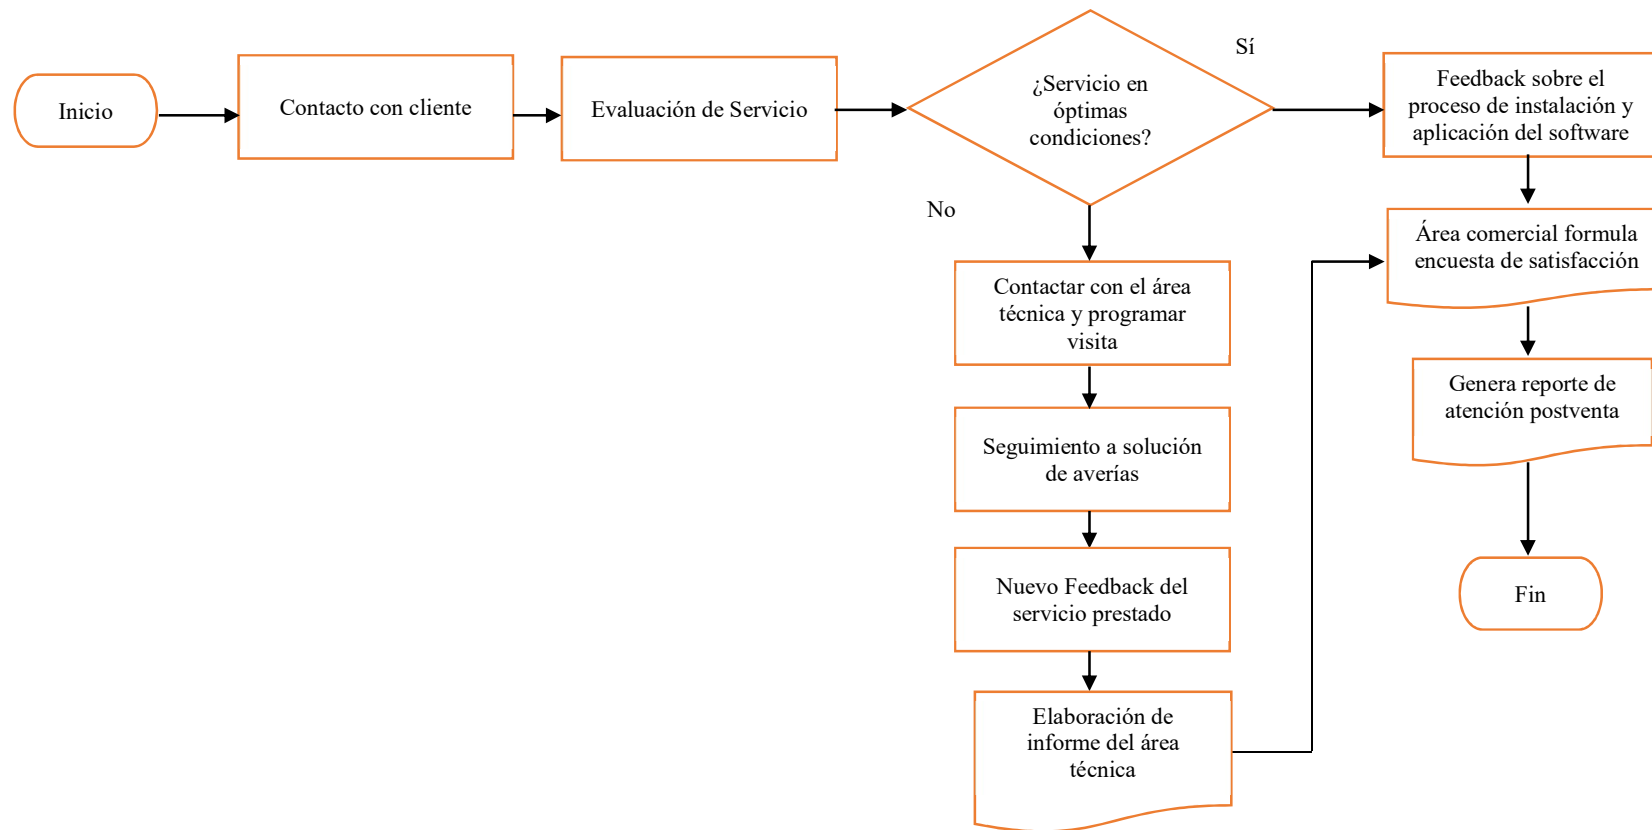 Inicio
Contacto con cliente
Evaluación de Servicio
¿Servicio en
óptimas
condiciones?
Sí
Feedback sobre el
proceso de instalación y
aplicación del software
No
Contactar con el área
técnica y programar
visita
Seguimiento a solución
de averías
Nuevo Feedback del
servicio prestado
Elaboración de
informe del área
técnica
Área comercial formula
encuesta de satisfacción
Genera reporte de
atención postventa
Fin